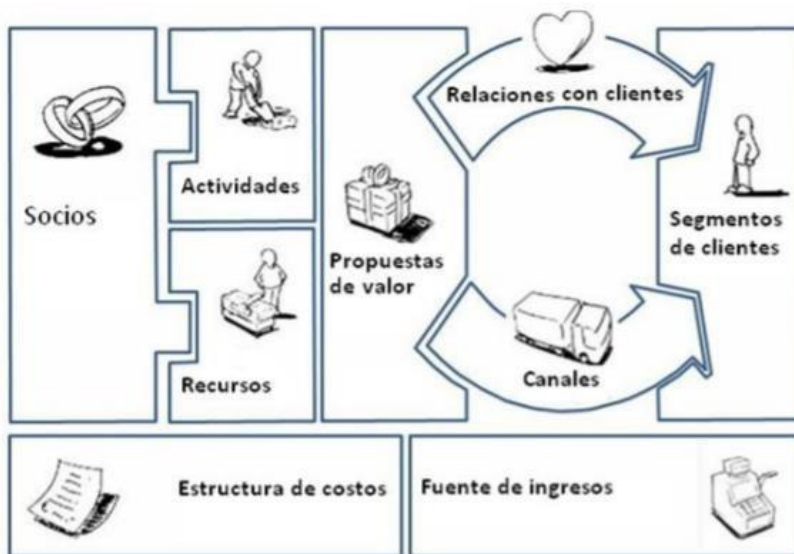 Relaciones con clientes
Actividades
Socios
Segmentos
de clientes
Propuestas
de valor
Recursos
Canales
Estructura de costos
Fuente de ingresos